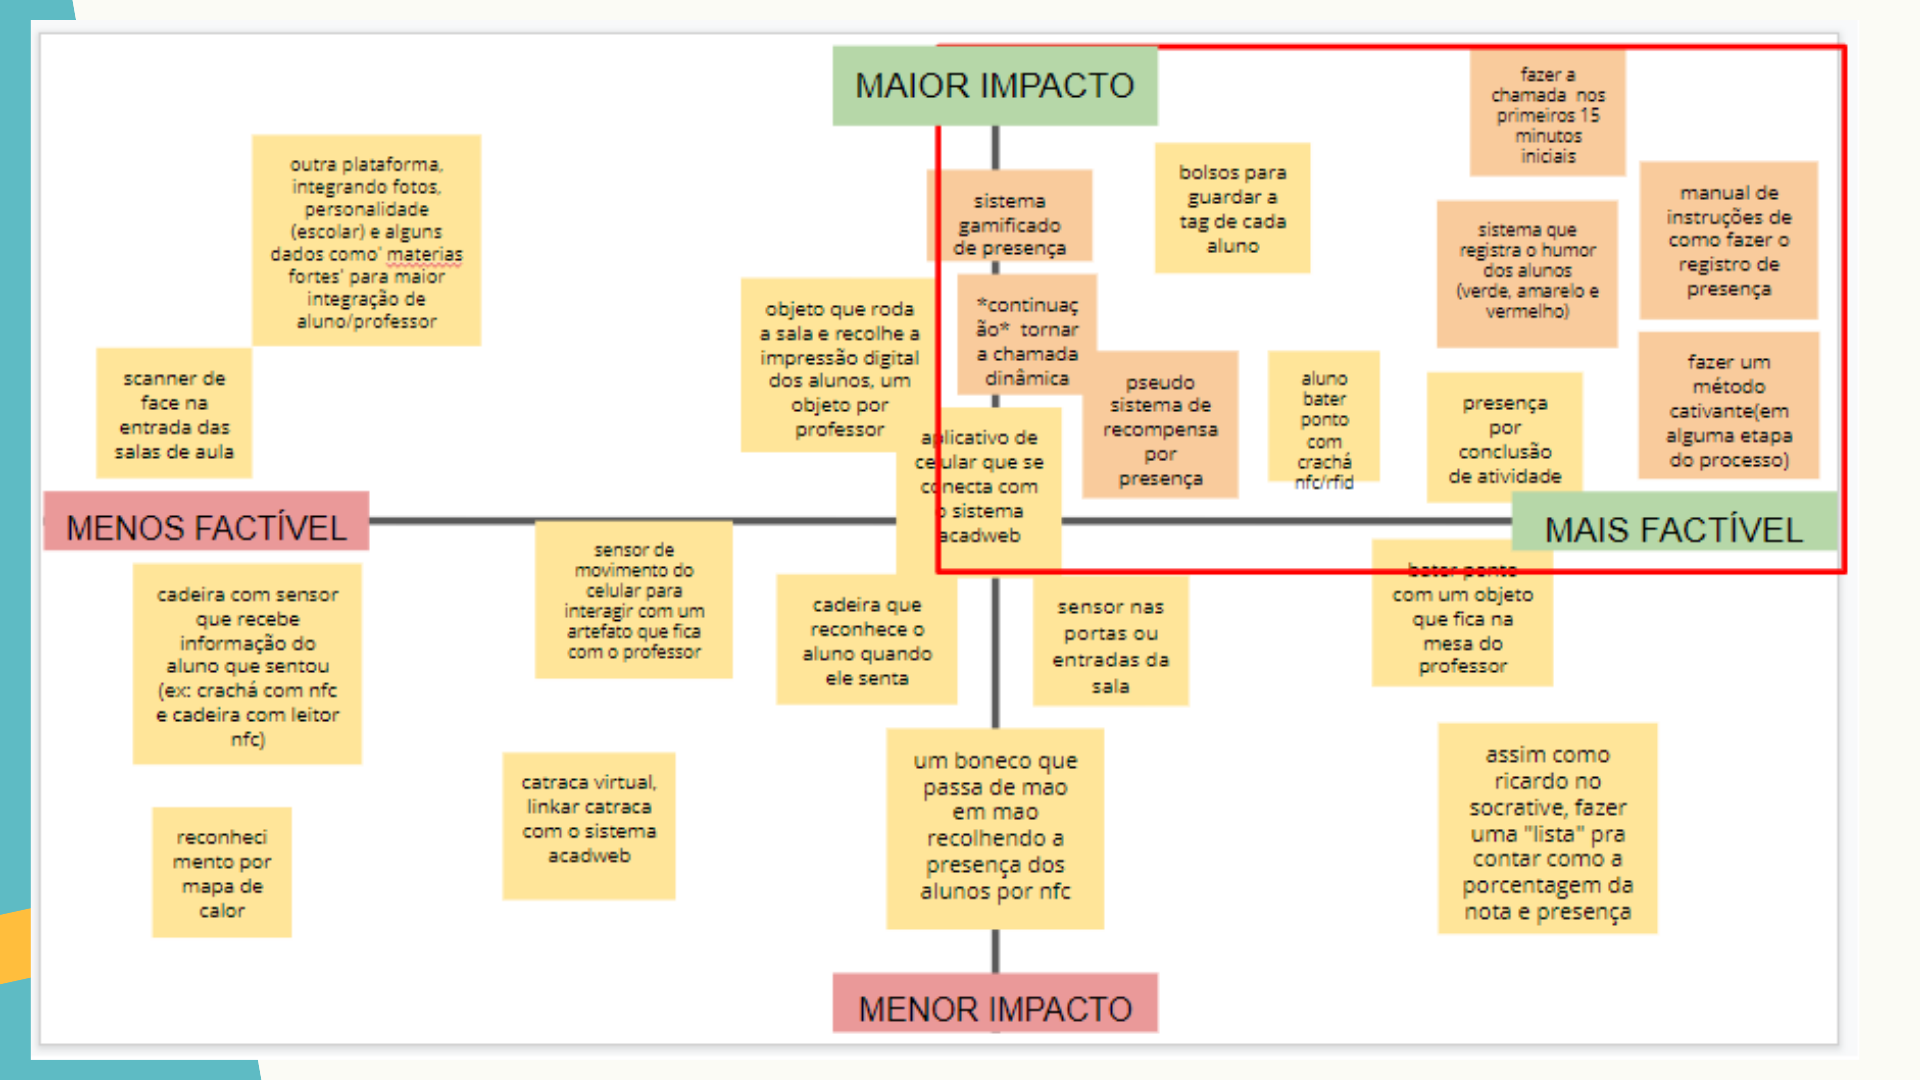 MAIOR IMPACTO
fazer a
chamada nos
primeiros 15
minutos
iniciais
outra plataforma,
integrando fotos,
personalidade
(escolar) e alguns
dados como' materias
fortes' para maior
integração de
aluno/professor
sistema
gamificado
de presença
bolsos para
guardar a
tag de cada
aluno
sistema que
registra o humor
dos alunos
(verde, amarelo e
vermelho)
manual de
instruções de
como fazer o
registro de
presença
scanner de
face na
entrada das
salas de aula
objeto que roda
a sala e recolhe a
impressão digital
dos alunos, um
objeto por
professor
*continuaç
ão* tornar
a chamada
dinâmica
pseudo
sistema de
recompensa
por
presença
aluno
bater
ponto
com
crachá
nfc/rfid
presença
por
conclusão
de atividade
fazer um
método
cativante(em
alguma etapa
do processo)
aplicativo de
celular que se
conecta com
o sistema
acadweb
MENOS FACTÍVEL
MAIS FACTÍVEL
cadeira com sensor
que recebe
informação do
aluno que sentou
(ex: crachá com nfc
e cadeira com leitor
nfc)
sensor de
movimento do
celular para
interagir com um
artefato que fica
com o professor
cadeira que
reconhece o
aluno quando
ele senta
sensor nas
portas ou
entradas da
sala
bater ponto
com um objeto
que fica na
mesa do
professor
reconheci
mento por
mapa de
calor
catraca virtual,
linkar catraca
com o sistema
acadweb
um boneco que
passa de mao
em mao
recolhendo a
presença dos
alunos por nfc
assim como
ricardo no
socrative, fazer
uma "lista" pra
contar como a
porcentagem da
nota e presença
MENOR IMPACTO